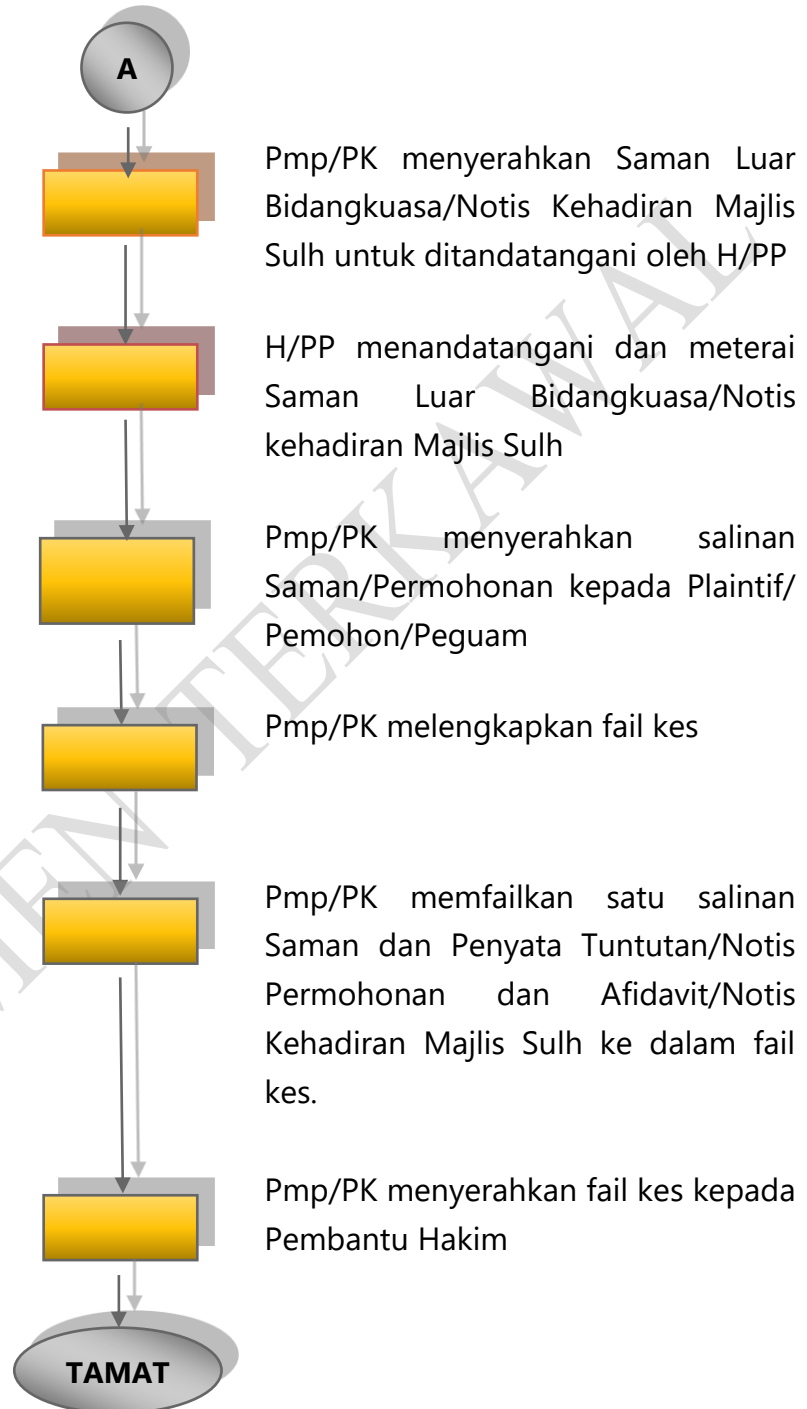 A
Pmp/PK menyerahkan Saman Luar
Bidangkuasa/Notis Kehadiran Majlis
Sulh untuk ditandatangani oleh H/PP
H/PP menandatangani dan meterai
Saman Luar Bidangkuasa/Notis
kehadiran Majlis Sulh
Pmp/PK menyerahkan salinan
Saman/Permohonan kepada Plaintif/
Pemohon/Peguam
Pmp/PK melengkapkan fail kes
Pmp/PK memfailkan satu salinan
Saman dan Penyata Tuntutan/Notis
Permohonan dan Afidavit/Notis
Kehadiran Majlis Sulh ke dalam fail
kes.
Pmp/PK menyerahkan fail kes kepada
Pembantu Hakim
TAMAT
TERKAWAL